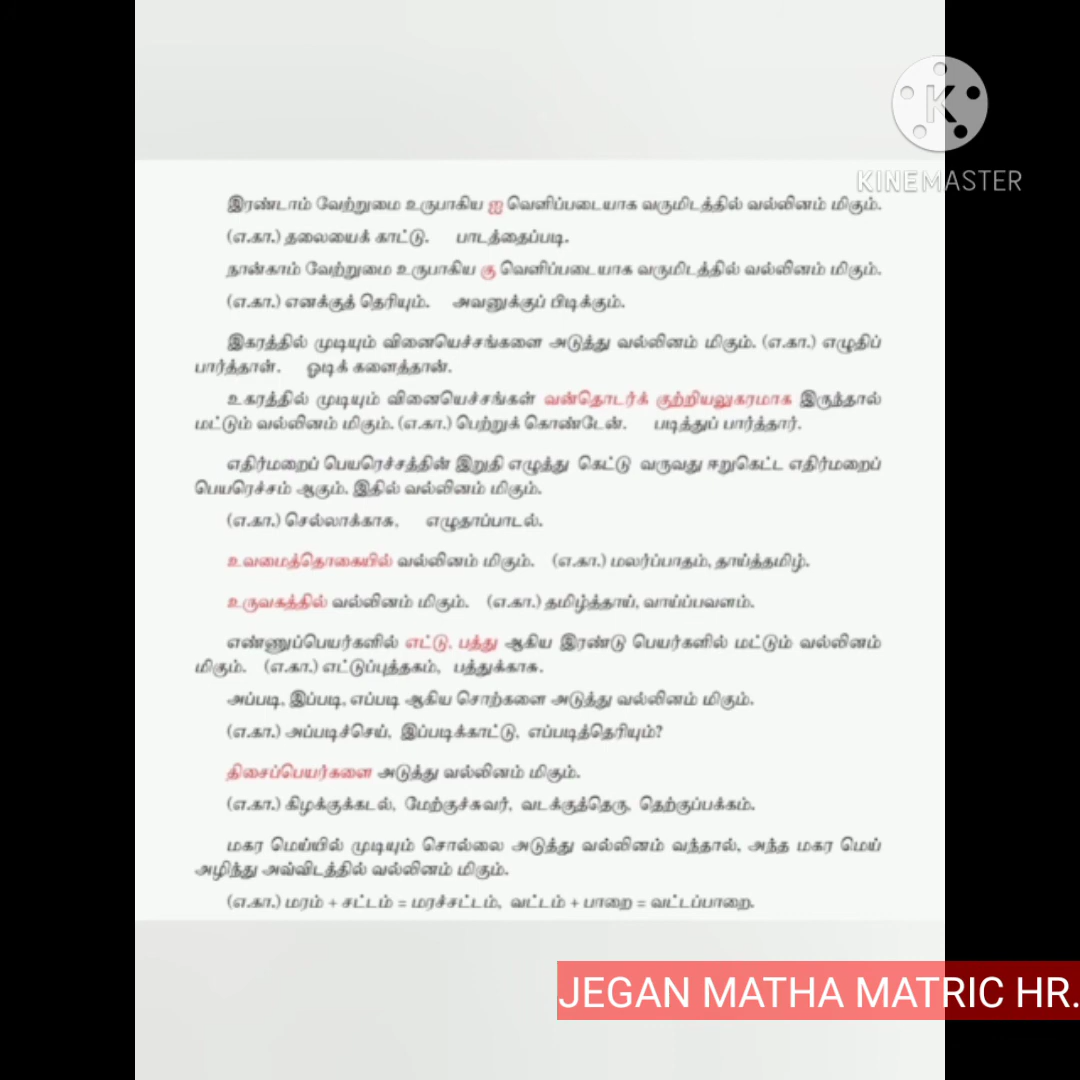 KINEMASTER
இரண்டாம் வேற்றுமை உருபாகிய ஐ வெளிப்படையாக வருமிடத்தில் வல்லினம் மிகும்.
(எ.கா.) தலையைக் காட்டு. பாடத்தைப்படி.
நான்காம் வேற்றுமை உருபாகிய கு வெளிப்படையாக வருமிடத்தில் வல்லினம் மிகும்.
(எ.கா.) எனக்குத் தெரியும். அவனுக்குப் பிடிக்கும்.
இகரத்தில் முடியும் வினையெச்சங்களை அடுத்து வல்லினம் மிகும். (எ.கா.) எழுதிப்
பார்த்தான். ஓடிக் களைத்தான்.
உகரத்தில் முடியும் வினையெச்சங்கள் வன்தொடர்க் குற்றியலுகரமாக இருந்தால்
மட்டும் வல்லினம் மிகும். (எ.கா.) பெற்றுக் கொண்டேன். படித்துப் பார்த்தார்.
எதிர்மறைப் பெயரெச்சத்தின் இறுதி எழுத்து கெட்டு வருவது ஈறுகெட்ட எதிர்மறைப்
பெயரெச்சம் ஆகும். இதில் வல்லினம் மிகும்.
(எ.கா.) செல்லாக்காசு, எழுதாப்பாடல்.
உவமைத்தொகையில் வல்லினம் மிகும். (எ.கா.) மலர்ப்பாதம், தாய்த்தமிழ்.
உருவகத்தில் வல்லினம் மிகும். (எ.கா.) தமிழ்த்தாய், வாய்ப்பவளம்.
எண்ணுப்பெயர்களில் எட்டு, பத்து ஆகிய இரண்டு பெயர்களில் மட்டும் வல்லினம்
மிகும். (எ.கா.) எட்டுப்புத்தகம், பத்துக்காசு.
அப்படி, இப்படி, எப்படி ஆகிய சொற்களை அடுத்து வல்லினம் மிகும்.
(எ.கா.) அப்படிச்செய், இப்படிக்காட்டு, எப்படித்தெரியும்?
திசைப்பெயர்களை அடுத்து வல்லினம் மிகும்.
(எ.கா.) கிழக்குக்கடல், மேற்குச்சுவர், வடக்குத்தெரு, தெற்குப்பக்கம்.
மகர மெய்யில் முடியும் சொல்லை அடுத்து வல்லினம் வந்தால், அந்த மகர மெய்
அழிந்து அவ்விடத்தில் வல்லினம் மிகும்.
(எ.கா.) மரம் + சட்டம் = மரச்சட்டம், வட்டம் + பாறை = வட்டப்பாறை.
JEGAN MATHA MATRIC HR.